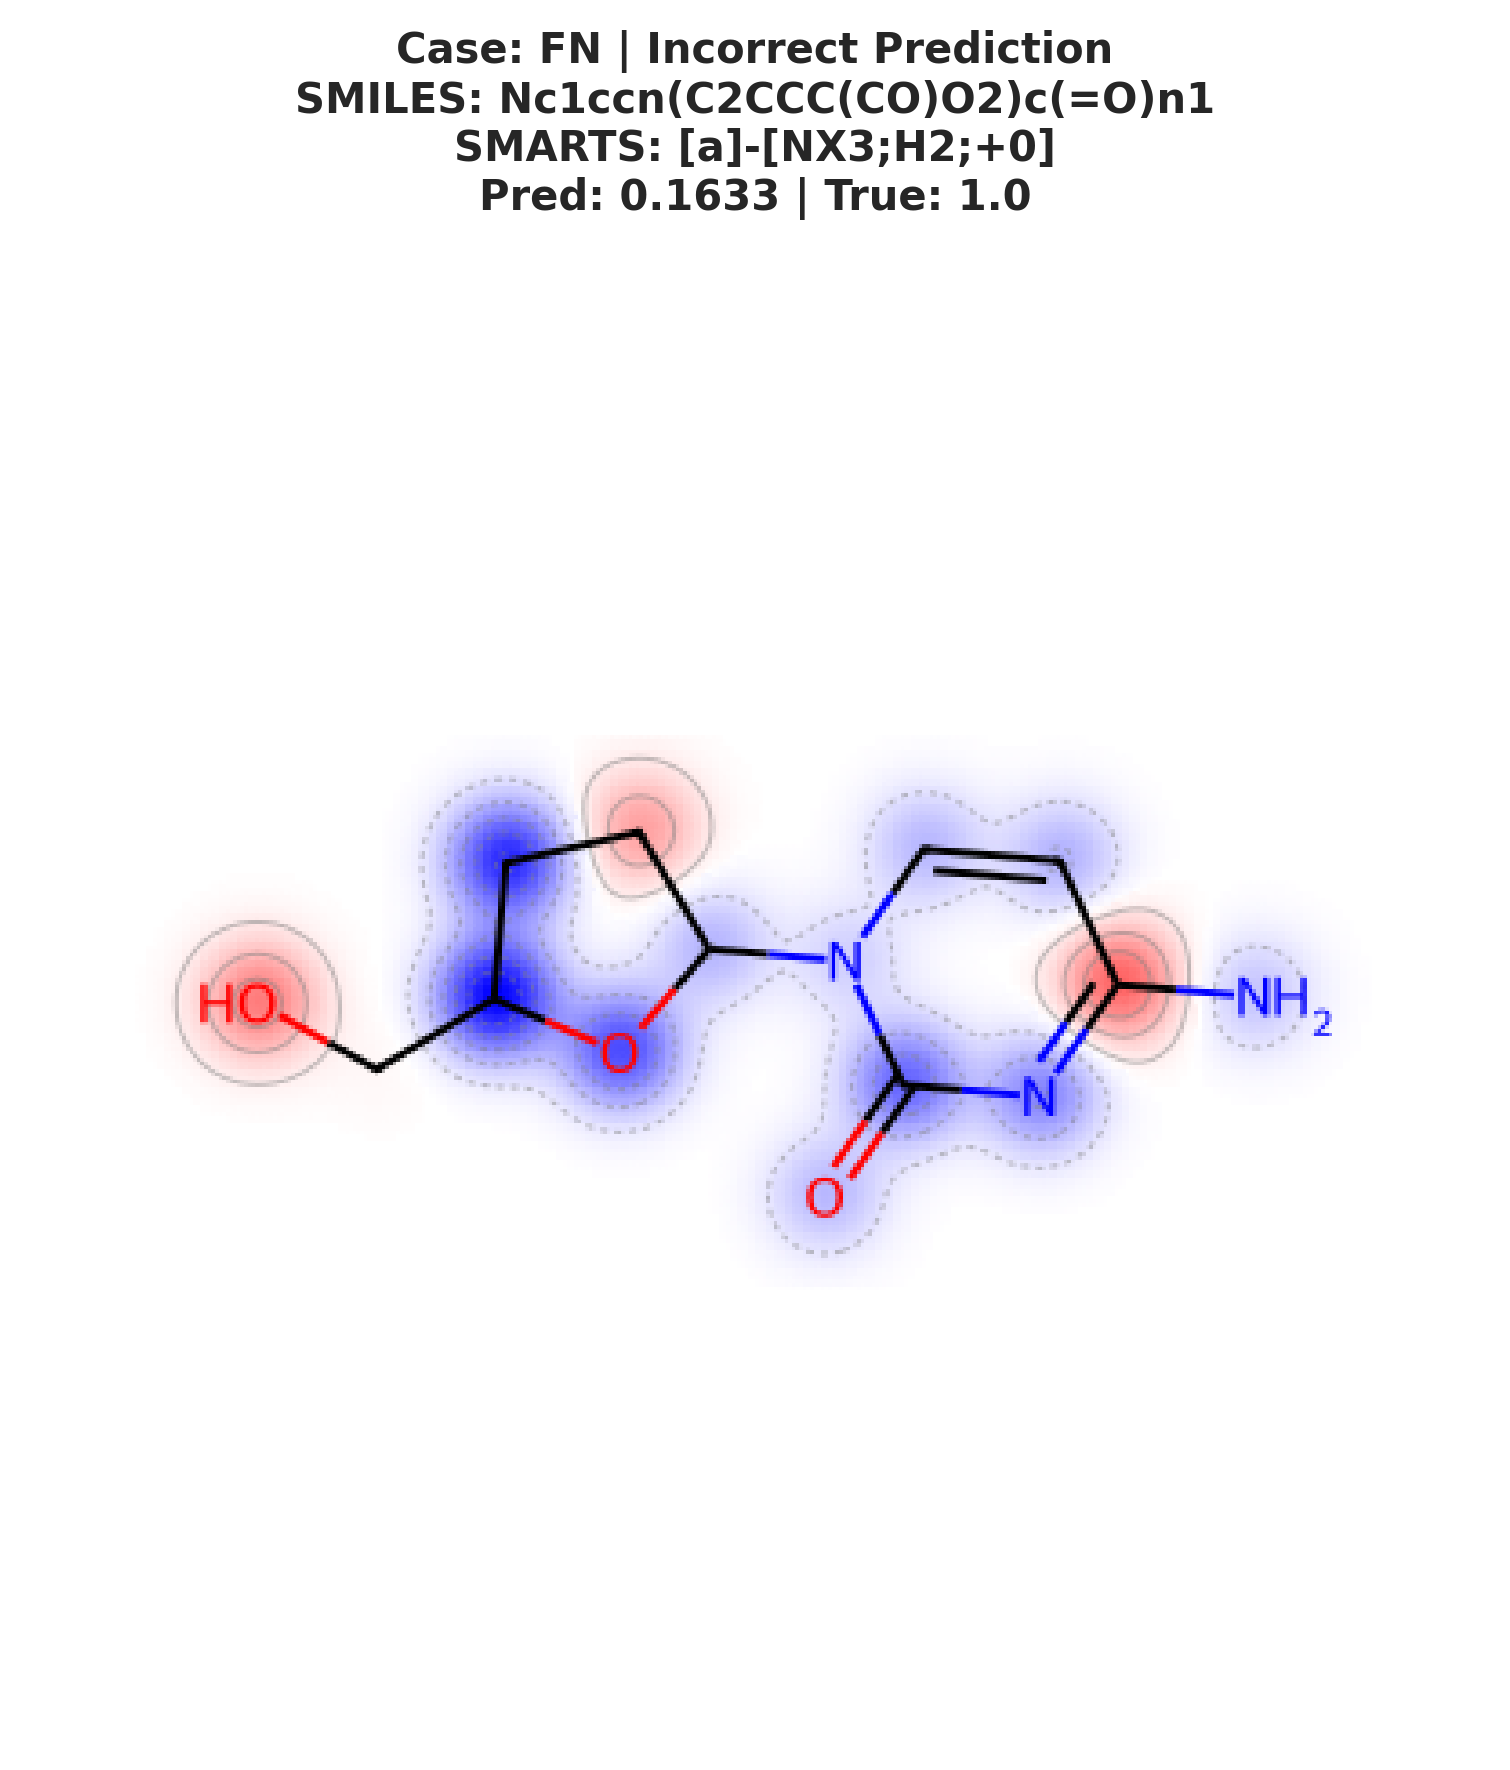 Case: FN | Incorrect Prediction
SMILES: Nc1ccn(C2CCC(CO)O2)c(=O)n1
SMARTS: [a]-[NX3;H2;+0]
Pred: 0.1633 | True: 1.0
N
HO
NH2
O
N
O